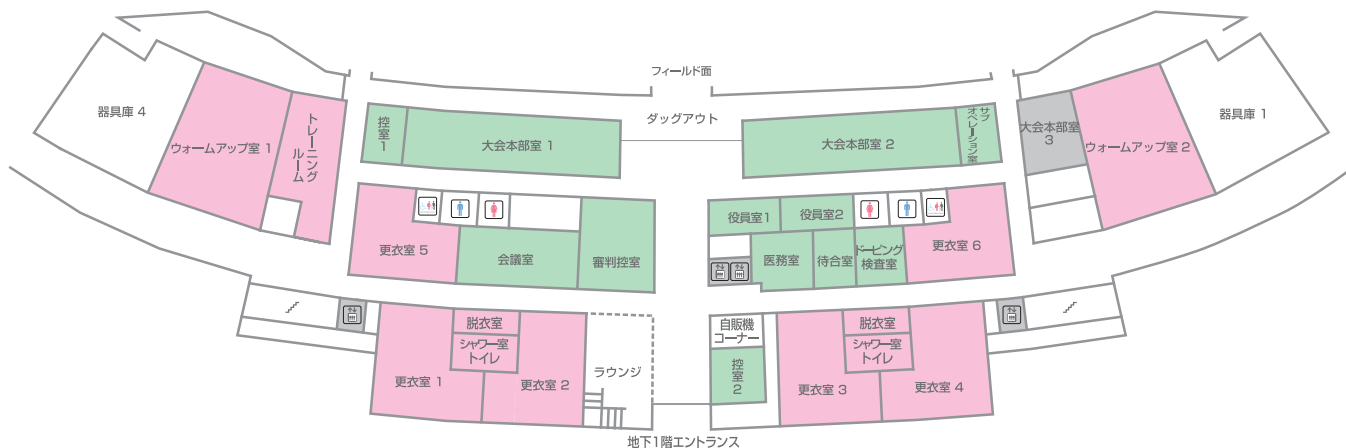 フィールド面
器具庫 4
ウォームアップ室 1
トレーニング
ルーム
控室1
大会本部室 1
ダッグアウト
大会本部室 2
サブ
オペレーション室
大会本部室
3
ウォームアップ室 2
器具庫 1
更衣室 5
会議室
審判控室
役員室1
役員室2
医務室
待合室
ドーピング
検査室
更衣室 6
脱衣室
シャワー室
トイレ
更衣室 1
更衣室 2
ラウンジ
自販機
コーナー
控室2
脱衣室
シャワー室
トイレ
更衣室 3
更衣室 4
地下1階エントランス